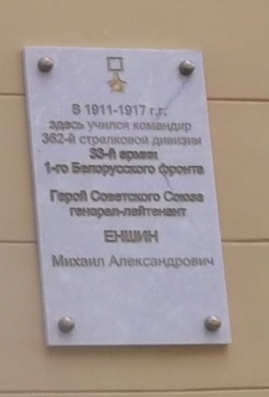 В 1911-1917 г.г.
здесь учился командир
362-й стрелковой дивизии
33-й армии
1-го Белорусского фронта
Герой Советского Союза
генерал-лейтенант
ЕНШИН
Михаил Александрович